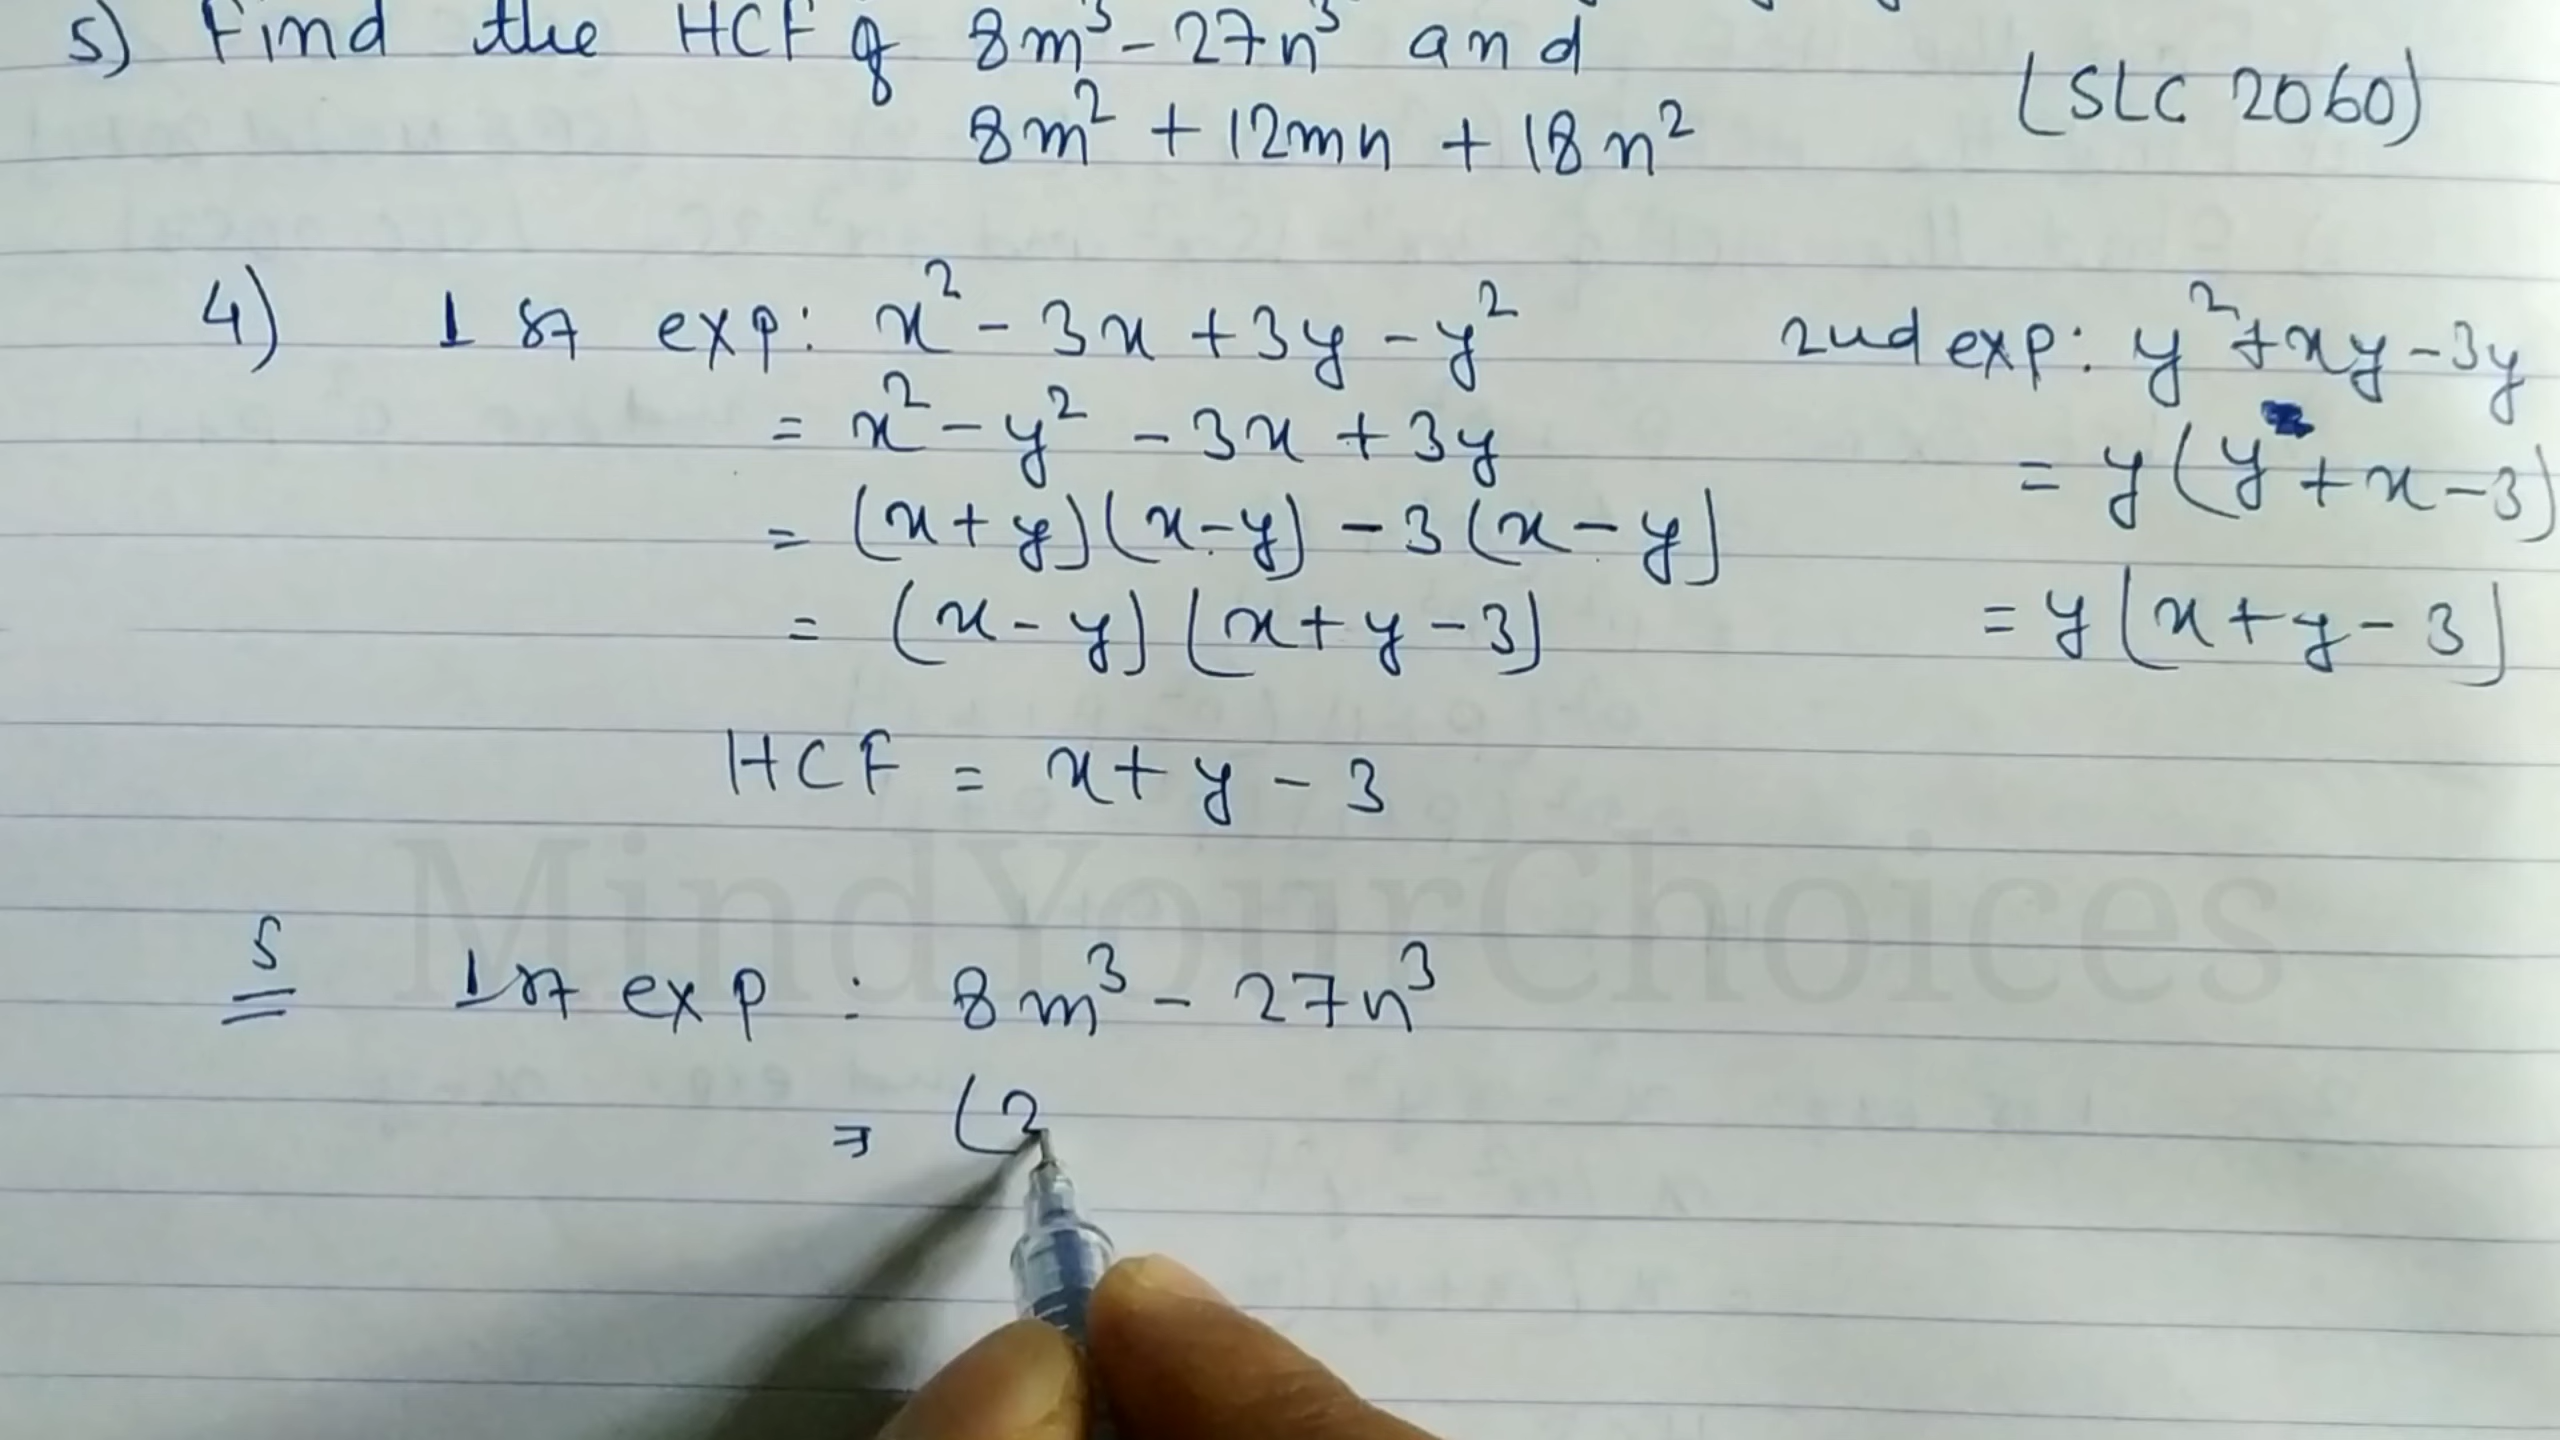 5) Find the HCF of 8m³ - 27n³ and
8m² + 12mn + 18n²
(SLC 2060)
4) 1st exp: x² - 3x + 3y - y²
= x² - y² - 3x + 3y
= (x + y)(x - y) - 3(x - y)
= (x - y)(x + y - 3)
2nd exp: y² + xy - 3y
= y(y + x - 3)
= y(x + y - 3)
HCF = x + y - 3
MindYourChoices
5 1st exp : 8m³ - 27n³
= (2